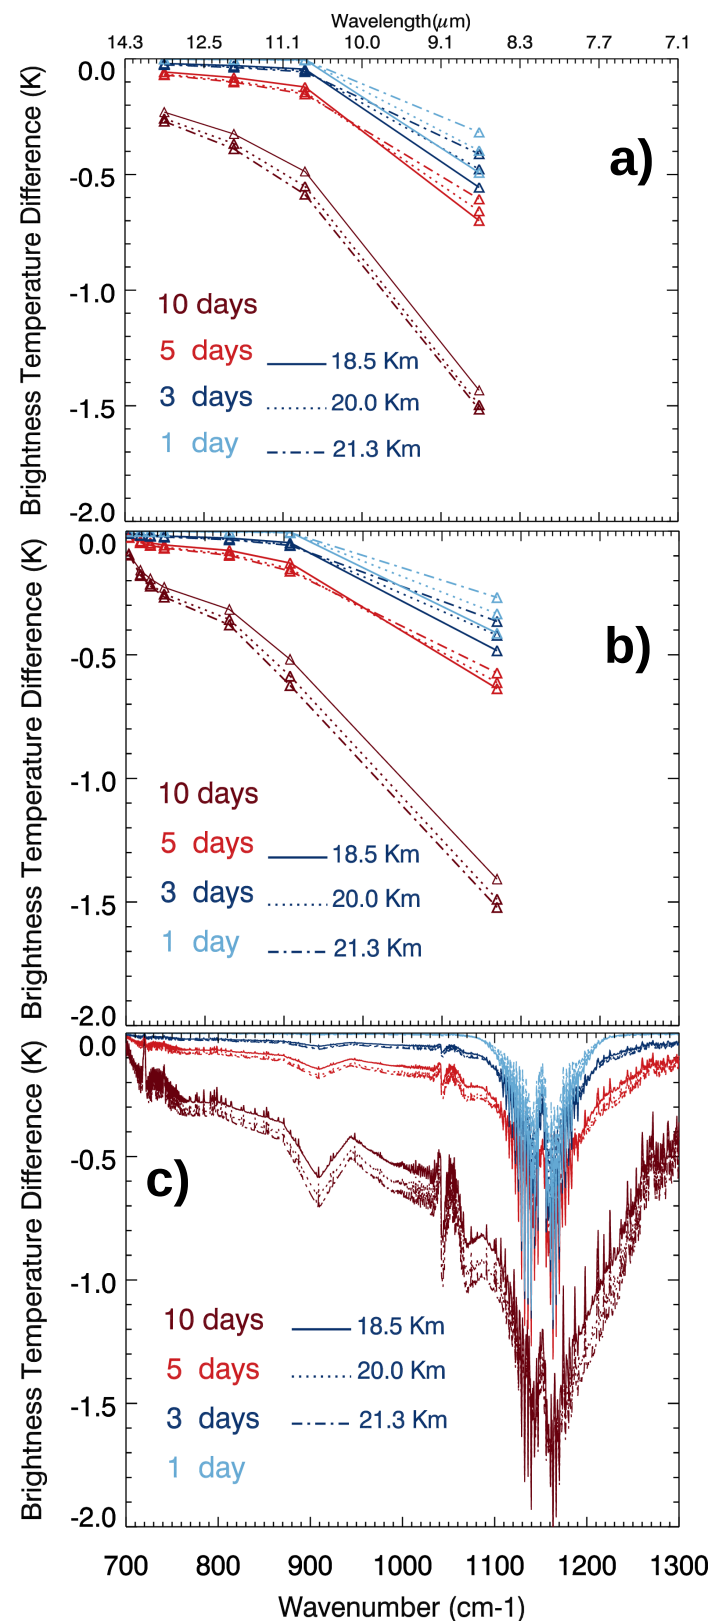 Wavelength(μm)
14.3 12.5 11.1 10.0 9.1 8.3 7.7 7.1
Brightness Temperature Difference (K)
0.0
-0.5
-1.0
-1.5
-2.0
a)
10 days
5 days
3 days
1 day
18.5 Km
20.0 Km
21.3 Km
Brightness Temperature Difference (K)
0.0
-0.5
-1.0
-1.5
-2.0
b)
10 days
5 days
3 days
1 day
18.5 Km
20.0 Km
21.3 Km
Brightness Temperature Difference (K)
0.0
-0.5
-1.0
-1.5
-2.0
c)
10 days
5 days
3 days
1 day
18.5 Km
20.0 Km
21.3 Km
700 800 900 1000 1100 1200 1300
Wavenumber (cm-1)